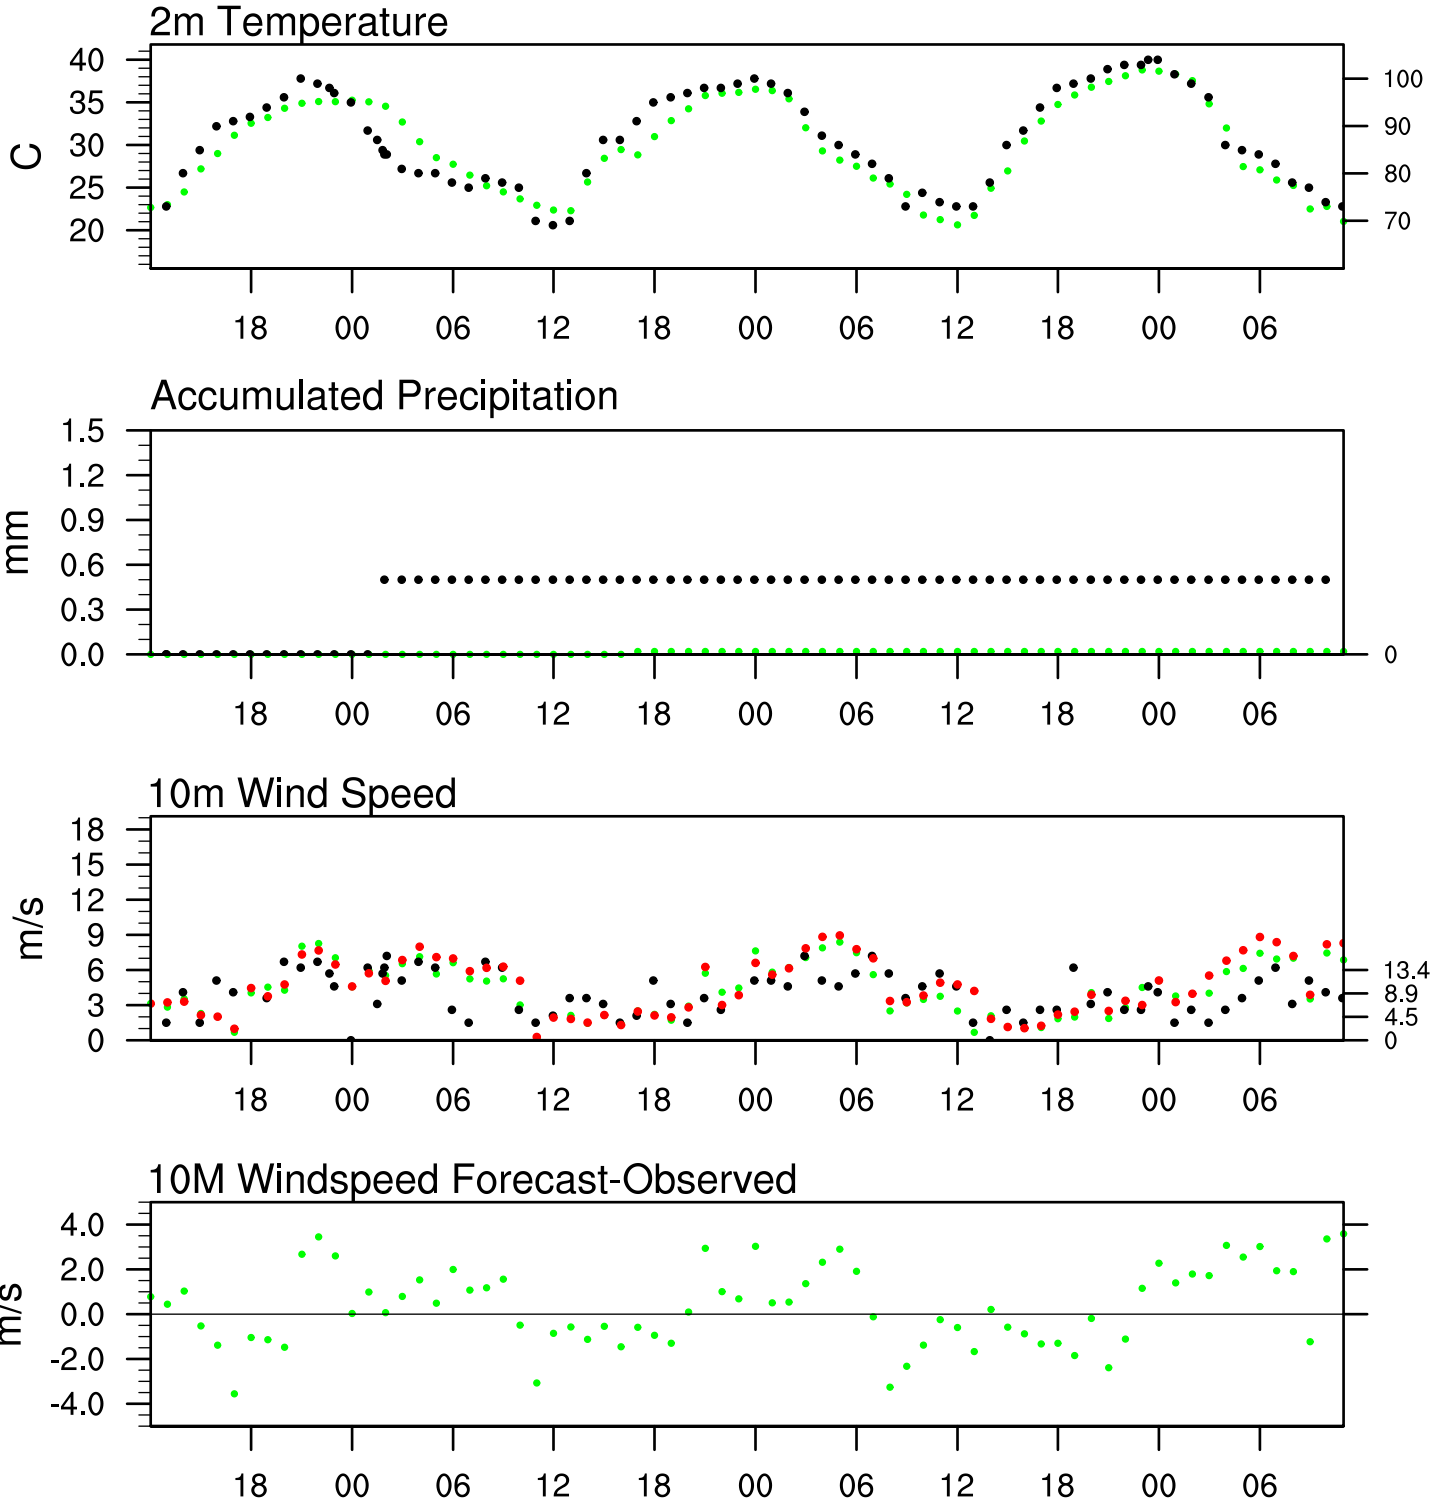 2m Temperature
40
35
30
25
20
C
100
90
80
70
18 00 06 12 18 00 06 12 18 00 06
Accumulated Precipitation
1.5
1.2
0.9
0.6
0.3
0.0
mm
0
18 00 06 12 18 00 06 12 18 00 06
10m Wind Speed
18
15
12
9
6
3
0
m/s
13.4
8.9
4.5
0
18 00 06 12 18 00 06 12 18 00 06
10M Windspeed Forecast-Observed
4.0
2.0
0.0
-2.0
-4.0
m/s
18 00 06 12 18 00 06 12 18 00 06